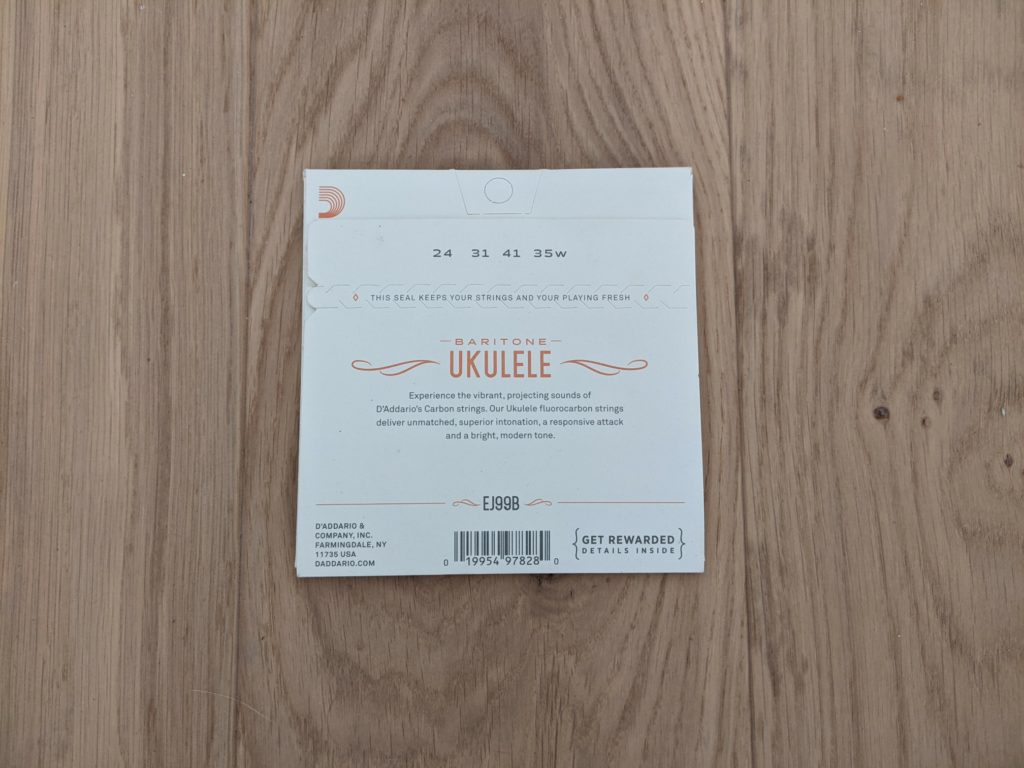 24 31 41 35w
THIS SEAL KEEPS YOUR STRINGS AND YOUR PLAYING FRESH
BARITONE
UKULELE
Experience the vibrant, projecting sounds of
D'Addario's Carbon strings. Our Ukulele fluorocarbon strings
deliver unmatched, superior intonation, a responsive attack
and a bright, modern tone.
EJ99B
D'ADDARIO &
COMPANY, INC.
FARMINGDALE, NY
11735 USA
DADDARIO.COM
0 19954 97828 0
GET REWARDED
DETAILS INSIDE